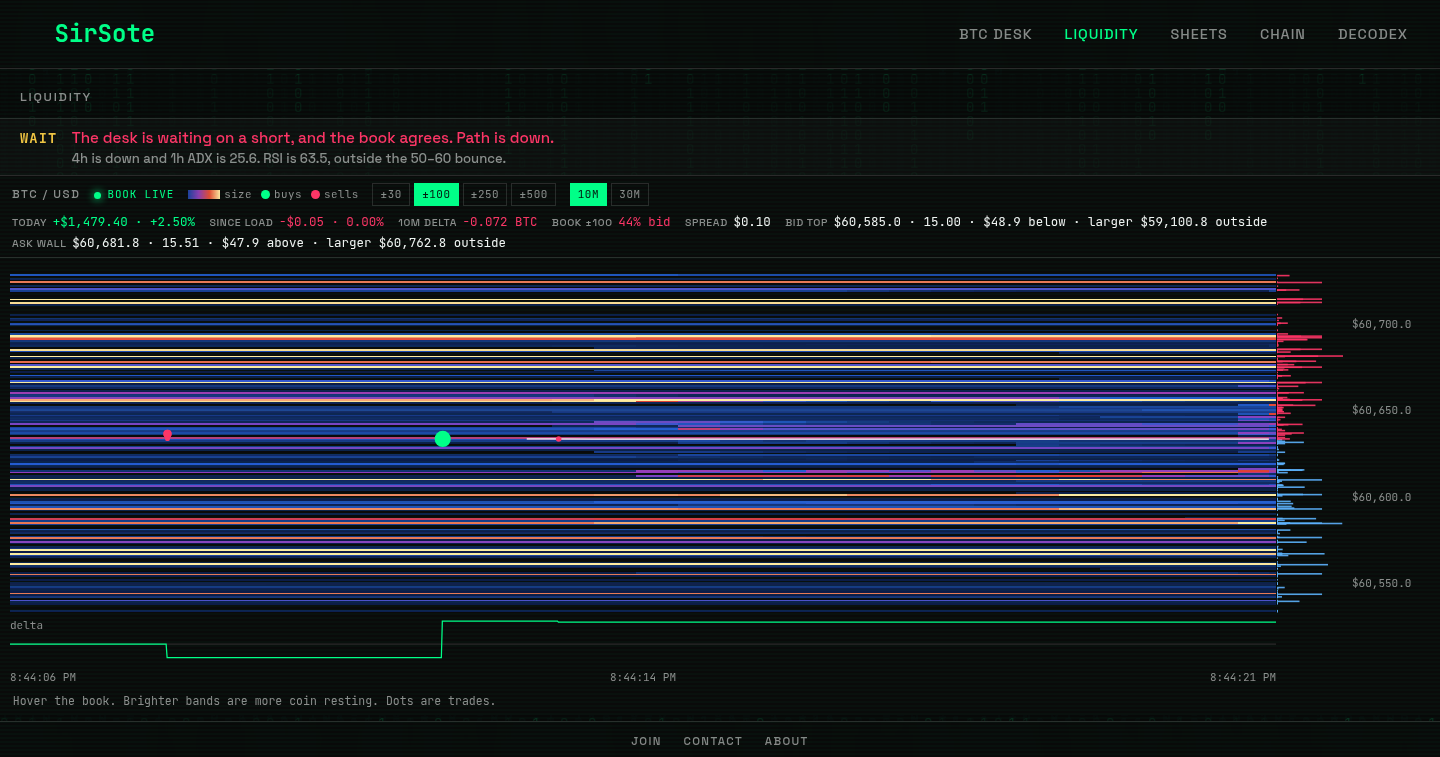 SirSote
BTC DESK LIQUIDITY SHEETS CHAIN DECODEX
LIQUIDITY
WAIT The desk is waiting on a short, and the book agrees. Path is down.
4h is down and 1h ADX is 25.6. RSI is 63.5, outside the 50–60 bounce.
BTC / USD BOOK LIVE size buys sells ±30 ±100 ±250 ±500 10M 30M
TODAY +$1,479.40 · +2.50% SINCE LOAD -$0.05 · 0.00% 10M DELTA -0.072 BTC BOOK ±100 44% bid SPREAD $0.10 BID TOP $60,585.0 · 15.00 · $48.9 below · larger $59,100.8 outside
ASK WALL $60,681.8 · 15.51 · $47.9 above · larger $60,762.8 outside
$60,700.0
$60,650.0
$60,600.0
$60,550.0
delta
8:44:06 PM 8:44:14 PM 8:44:21 PM
Hover the book. Brighter bands are more coin resting. Dots are trades.
JOIN CONTACT ABOUT